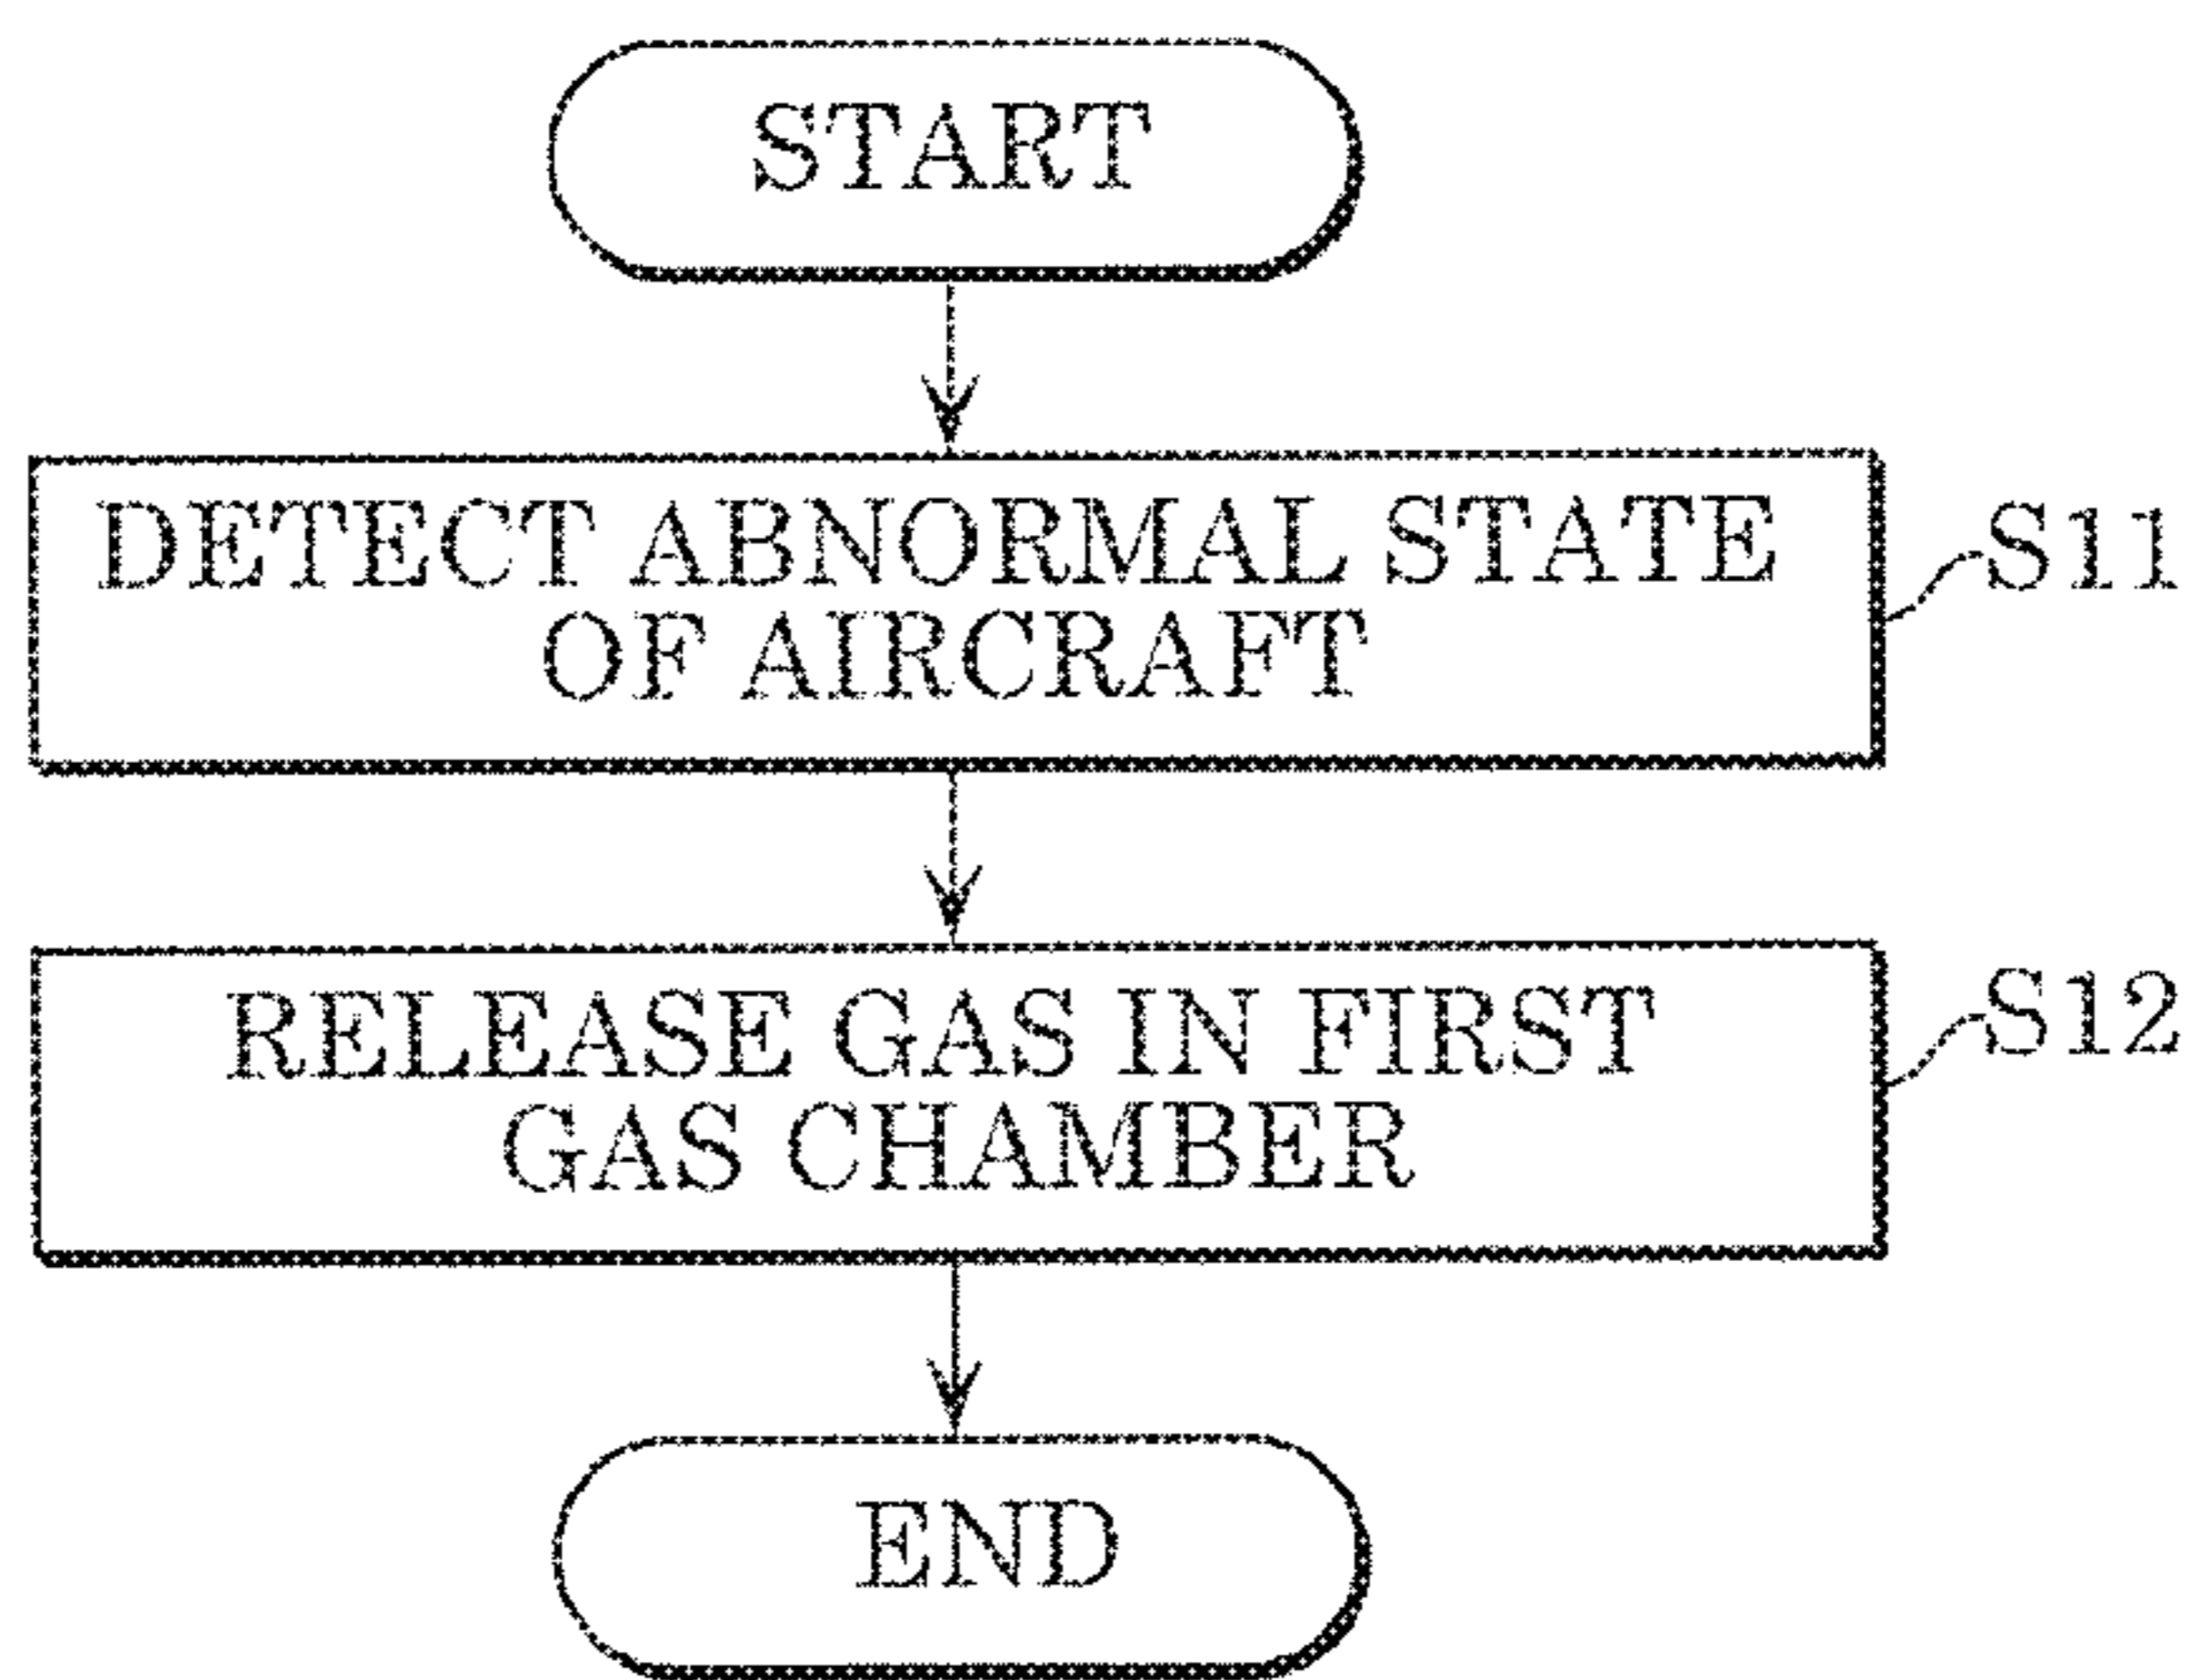 START
DETECT ABNORMAL STATE
OF AIRCRAFT
S11
RELEASE GAS IN FIRST
GAS CHAMBER
S12
END